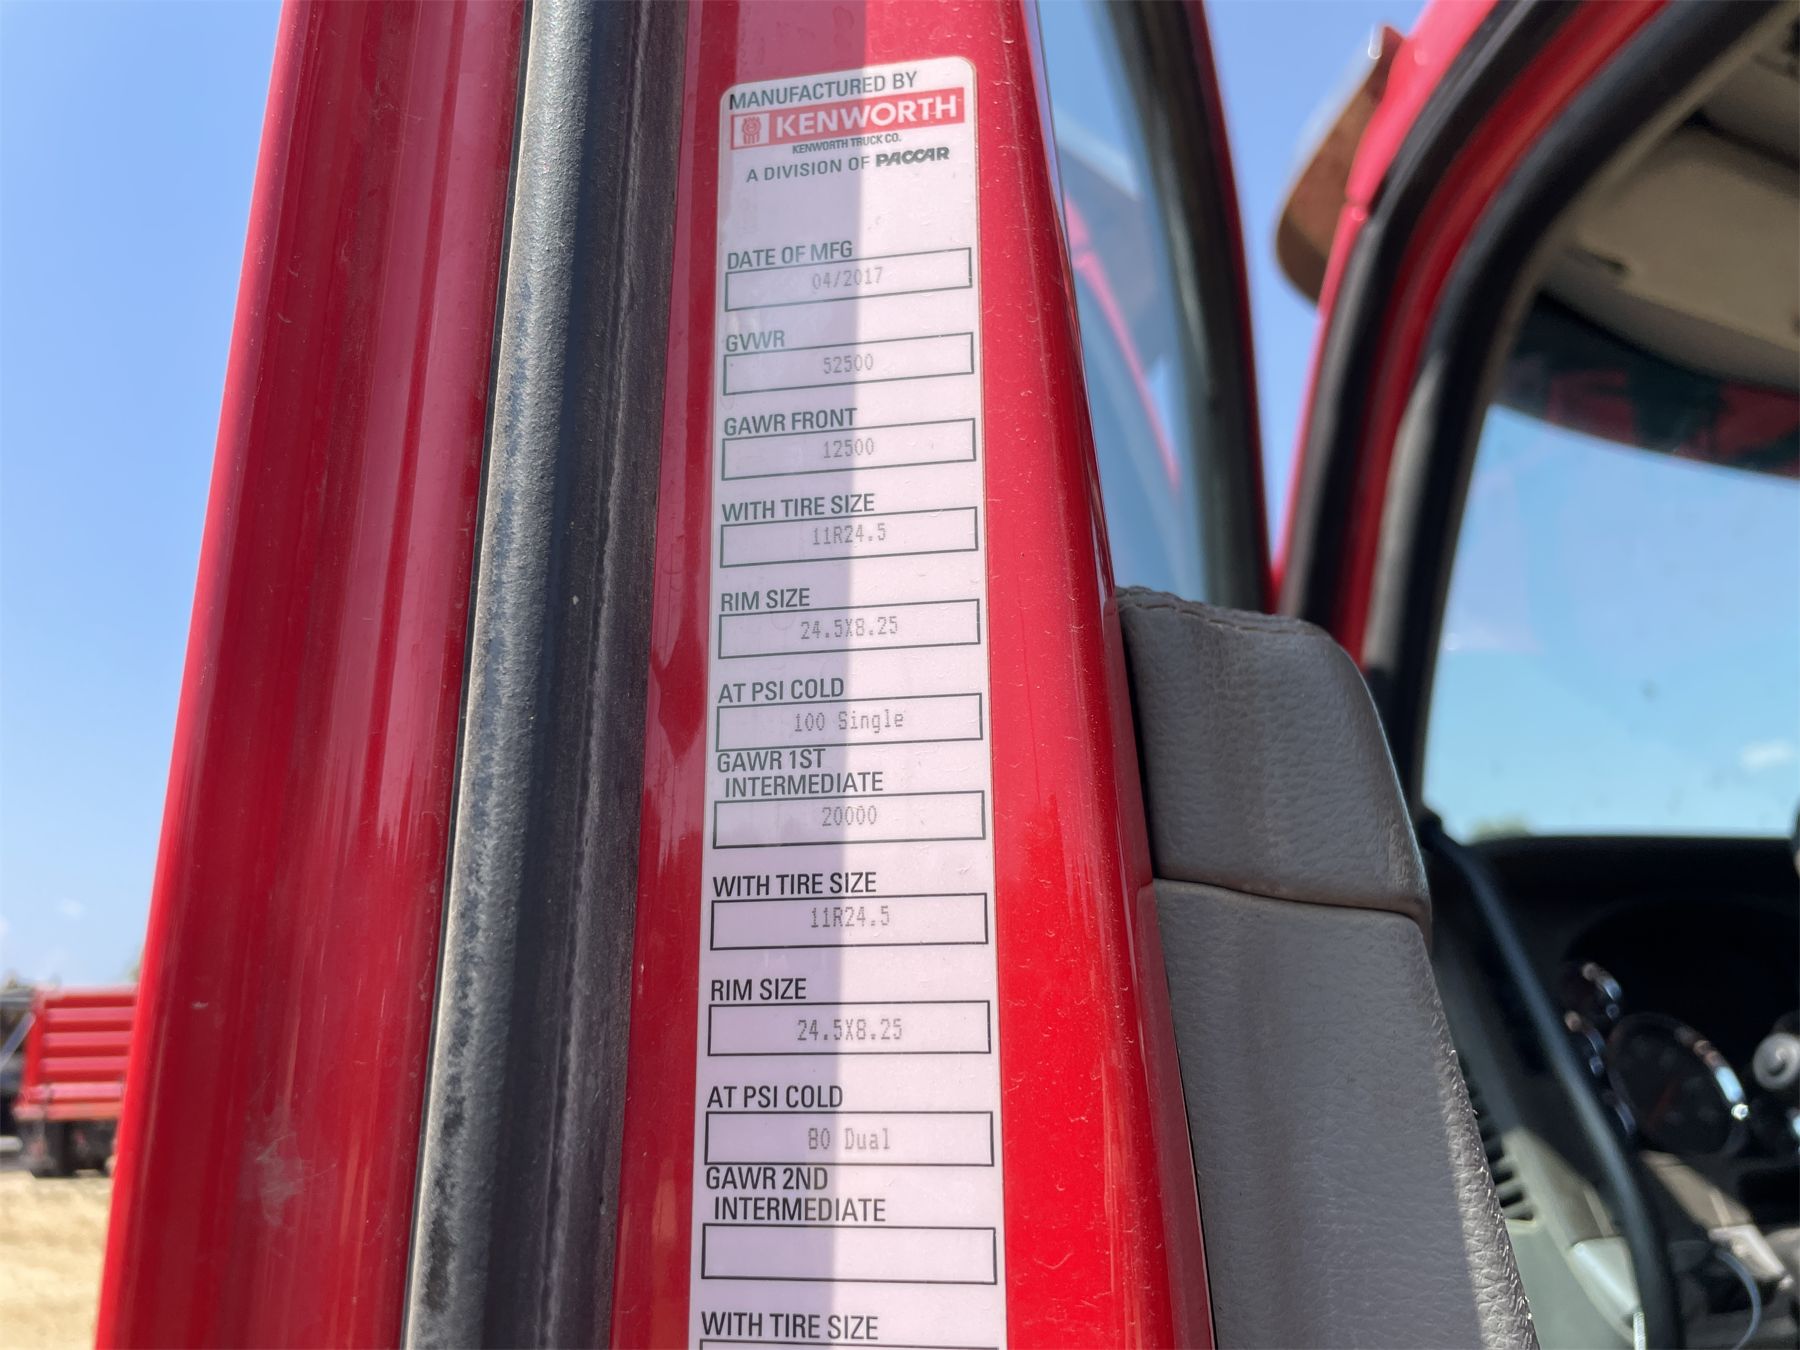 MANUFACTURED BY
KENWORTH
KENWORTH TRUCK CO.
A DIVISION OF PACCAR
DATE OF MFG
04/2017
GVWR
52500
GAWR FRONT
12500
WITH TIRE SIZE
11R24.5
RIM SIZE
24.5X8.25
AT PSI COLD
100 Single
GAWR 1ST
INTERMEDIATE
20000
WITH TIRE SIZE
11R24.5
RIM SIZE
24.5X8.25
AT PSI COLD
80 Dual
GAWR 2ND
INTERMEDIATE
WITH TIRE SIZE